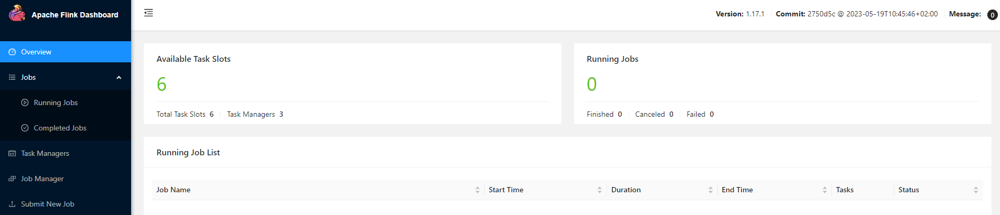 Apache Flink Dashboard
Version: 1.17.1 Commit: 2750d5c @ 2023-05-19T10:45:46+02:00 Message: 0
Overview
Jobs
Running Jobs
Completed Jobs
Task Managers
Job Manager
Submit New Job
Available Task Slots
6
Total Task Slots 6 Task Managers 3
Running Jobs
0
Finished 0 Canceled 0 Failed 0
Running Job List
Job Name Start Time Duration End Time Tasks Status